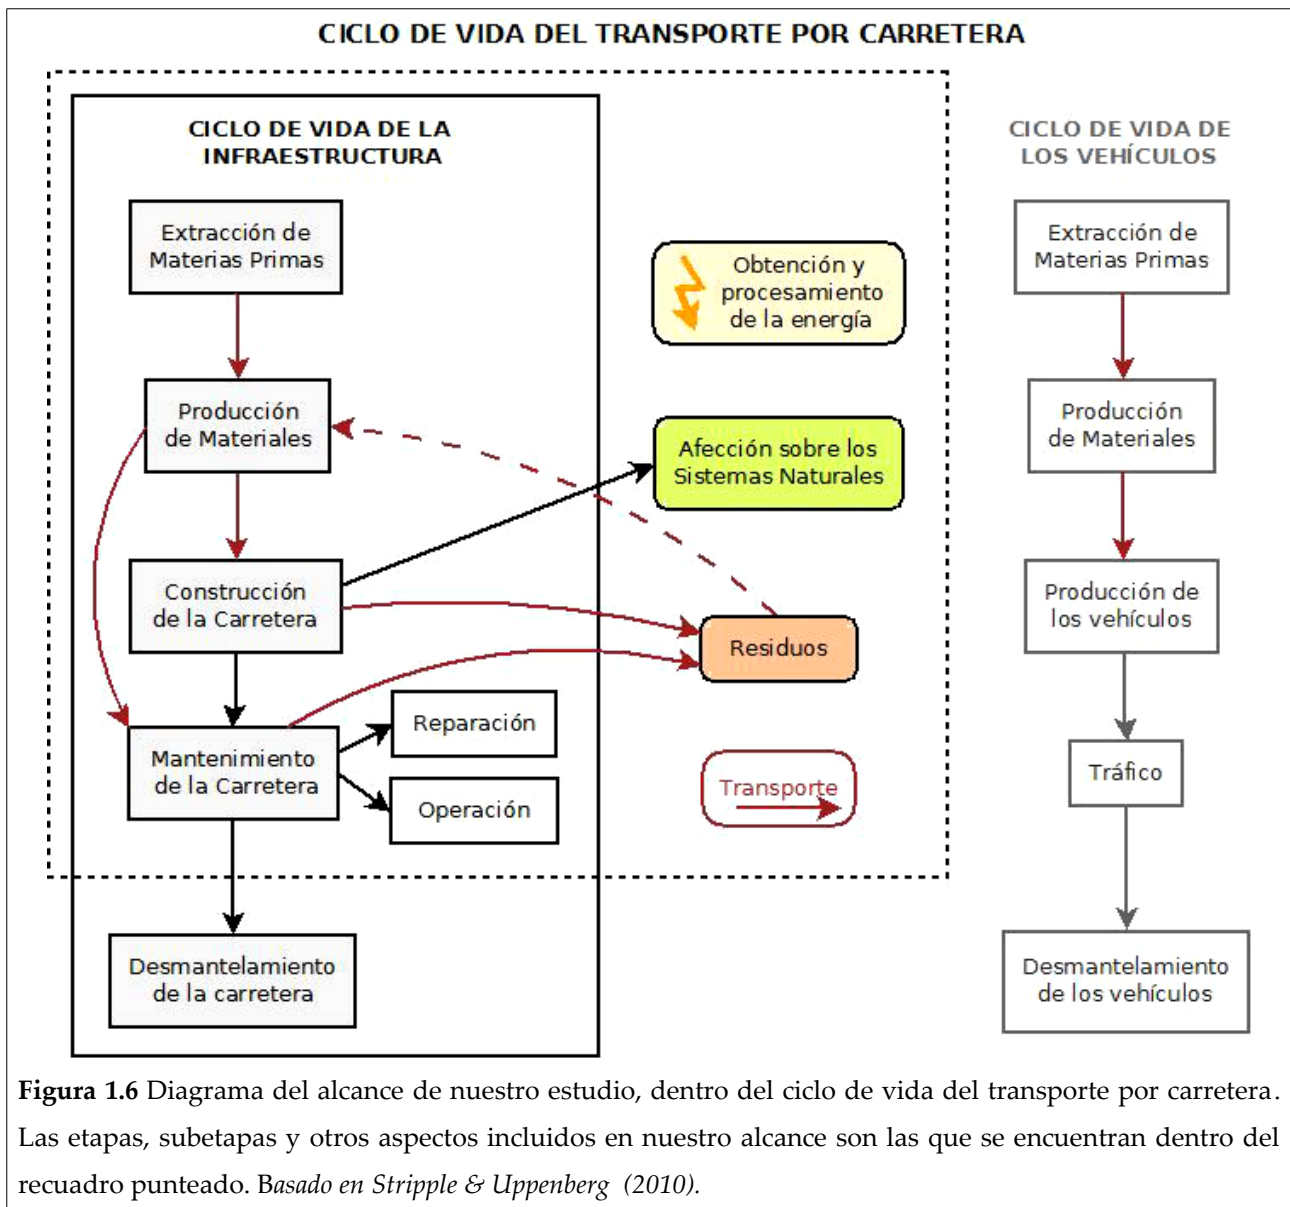 CICLO DE VIDA DEL TRANSPORTE POR CARRETERA
CICLO DE VIDA DE LA
INFRAESTRUCTURA
Extracción de
Materias Primas
Producción
de Materiales
Construcción
de la Carretera
Mantenimiento
de la Carretera
Reparación
Operación
Desmantelamiento
de la carretera
Obtención y
procesamiento
de la energía
Afección sobre los
Sistemas Naturales
Residuos
Transporte
CICLO DE VIDA DE
LOS VEHÍCULOS
Extracción de
Materias Primas
Producción
de Materiales
Producción de
los vehículos
Tráfico
Desmantelamiento
de los vehículos
Figura 1.6 Diagrama del alcance de nuestro estudio, dentro del ciclo de vida del transporte por carretera.
Las etapas, subetapas y otros aspectos incluidos en nuestro alcance son las que se encuentran dentro del
recuadro punteado. Basado en Stripple & Uppenberg (2010).